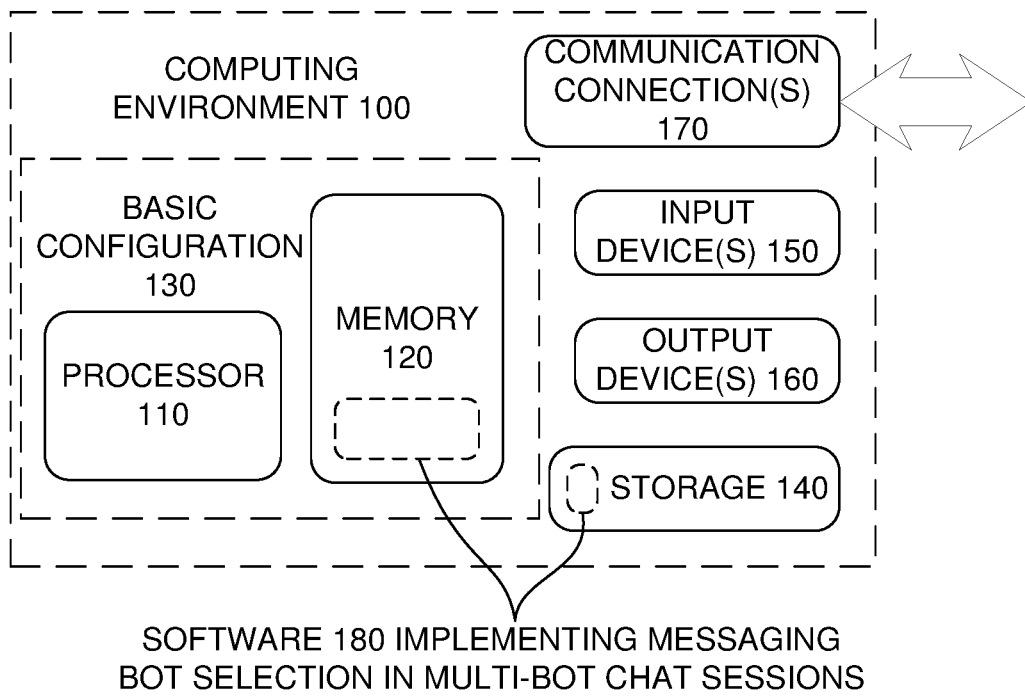 COMPUTING
ENVIRONMENT 100
COMMUNICATION
CONNECTION(S)
170
BASIC
CONFIGURATION
130
PROCESSOR
110
MEMORY
120
INPUT
DEVICE(S) 150
OUTPUT
DEVICE(S) 160
STORAGE 140
SOFTWARE 180 IMPLEMENTING MESSAGING
BOT SELECTION IN MULTI-BOT CHAT SESSIONS